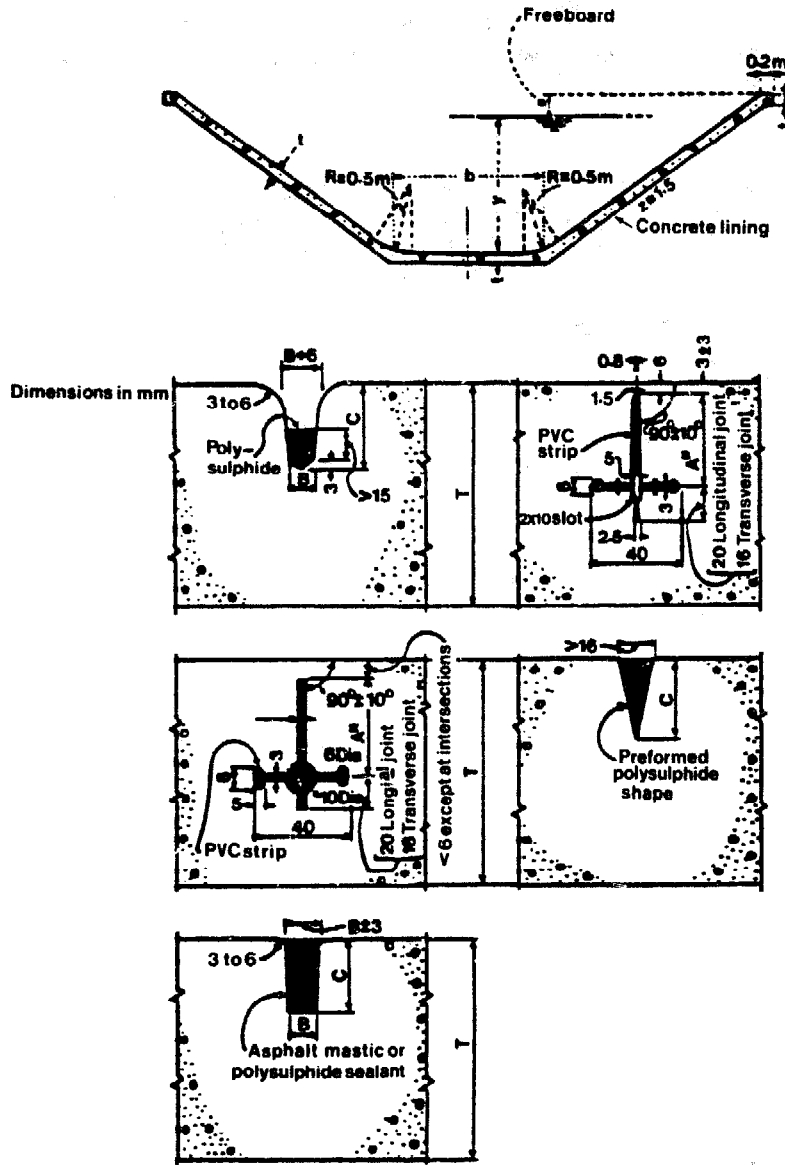 Freeboard
0.2m
t
R=0.5m
b
R=0.5m
y
z=1.5
Concrete lining
t
Dimensions in mm
B+6
3 to 6
C
Poly-
sulphide
B
3
>15
T
0.8
6
3±3
1.5
PVC
strip
90±10°
5
A
3
2x10 slot
2.5
40
20 Longitudinal joint
16 Transverse joint
90°±10°
3
6Dia
10Dia
5
40
PVC strip
A
20 Longial joint
16 Transverse joint
<6 except at intersections
T
>16
C
Preformed
polysulphide
shape
B±3
3 to 6
C
B
Asphalt mastic or
polysulphide sealant
T